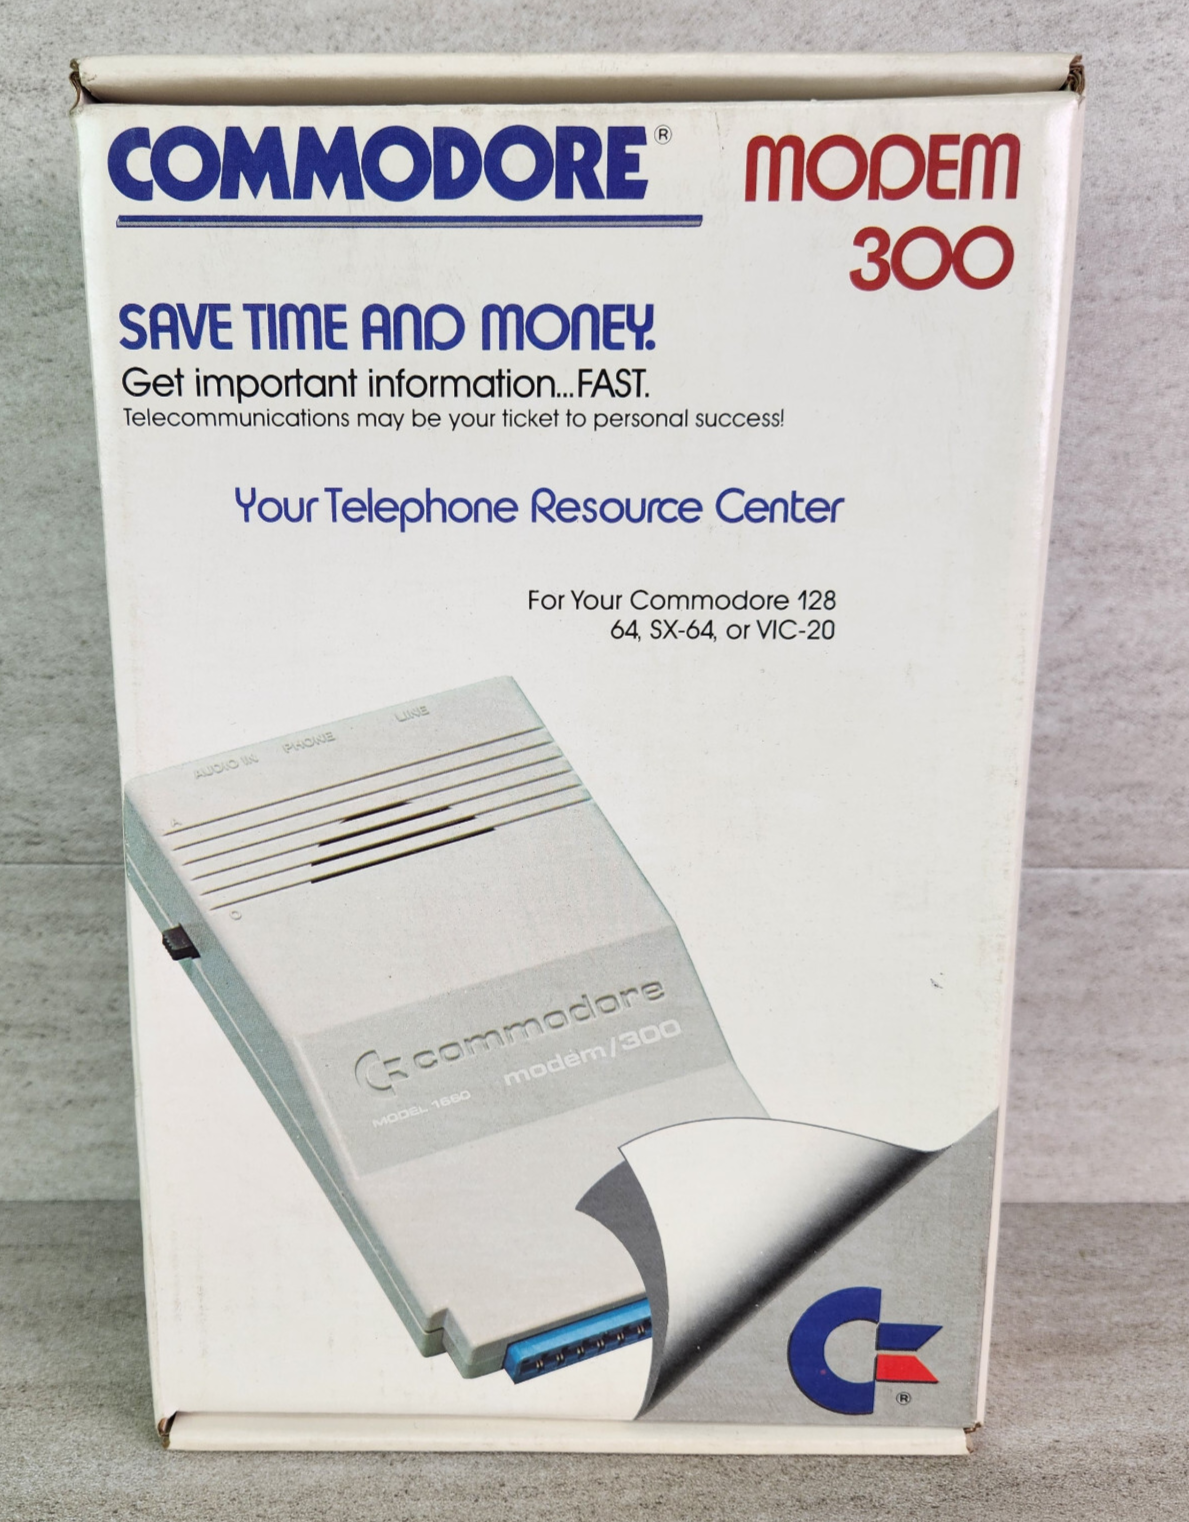 COMMODORE®
MODEM
300
SAVE TIME AND MONEY.
Get important information...FAST.
Telecommunications may be your ticket to personal success!
Your Telephone Resource Center
For Your Commodore 128
64, SX-64, or VIC-20
AUDIO IN PHONE LINE
A
O
commodore
MODEL 1660 modem/300
®